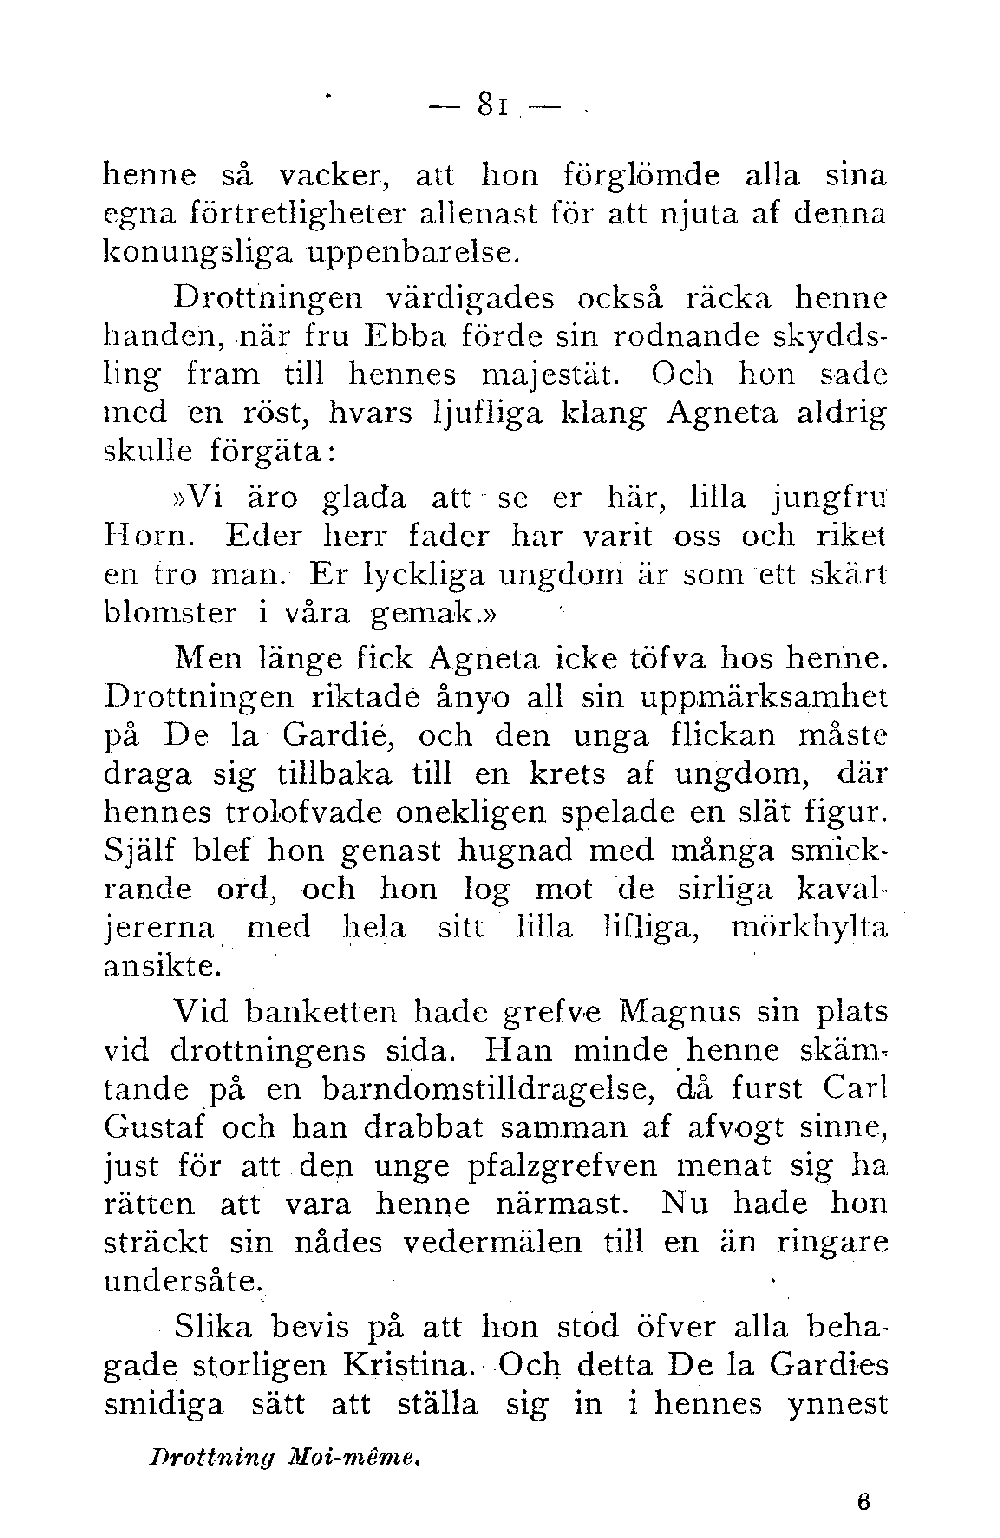 — 81 —
henne så vacker, att hon förglömde alla sina
egna förtretligheter allenast för att njuta af denna
konungsliga uppenbarelse.
Drottningen värdigades också räcka henne
handen, när fru Ebba förde sin rodnande skydds-
ling fram till hennes majestät. Och hon sade
med en röst, hvars ljufliga klang Agneta aldrig
skulle förgäta:
»Vi äro glada att se er här, lilla jungfru
Horn. Eder herr fader har varit oss och riket
en tro man. Er lyckliga ungdom är som ett skärt
blomster i våra gemak.»
Men länge fick Agneta icke töfva hos henne.
Drottningen riktade ånyo all sin uppmärksamhet
på De la Gardie, och den unga flickan måste
draga sig tillbaka till en krets af ungdom, där
hennes trolofvade onekligen spelade en slät figur.
Själf blef hon genast hugnad med många smick-
rande ord, och hon log mot de sirliga kaval-
jererna med hela sitt lilla lifliga, mörkhylta
ansikte.
Vid banketten hade grefve Magnus sin plats
vid drottningens sida. Han minde henne skäm-
tande på en barndomstilldragelse, då furst Carl
Gustaf och han drabbat samman af afvogt sinne,
just för att den unge pfalzgrefven menat sig ha
rätten att vara henne närmast. Nu hade hon
sträckt sin nådes vedermälen till en än ringare
undersåte.
Slika bevis på att hon stod öfver alla beha-
gade storligen Kristina. Och detta De la Gardies
smidiga sätt att ställa sig in i hennes ynnest
Drottning Moi-même.
6